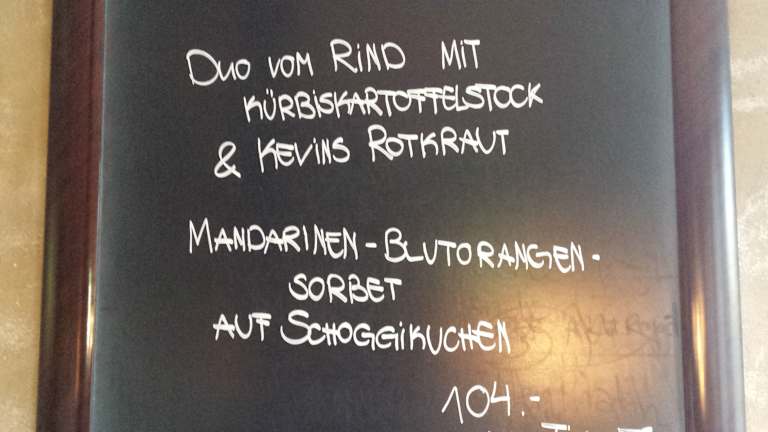 Duo vom Rind mit
Kürbiskartoffelstock
& Kevins Rotkraut
Mandarinen-Blutorangen-
sorbet
auf Schoggikuchen
104.-